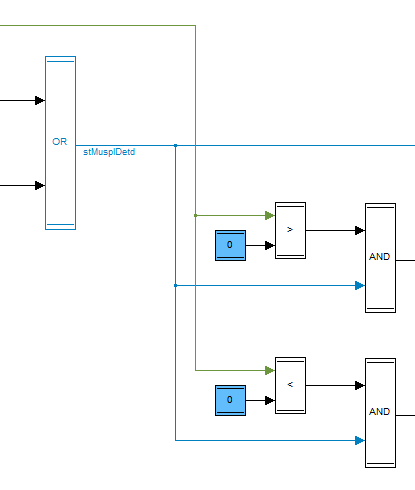 OR
stMusplDetd
>
0
AND
<
0
AND